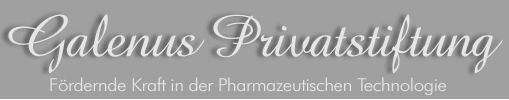 Galenus Privatstiftung
Fördernde Kraft in der Pharmazeutischen Technologie